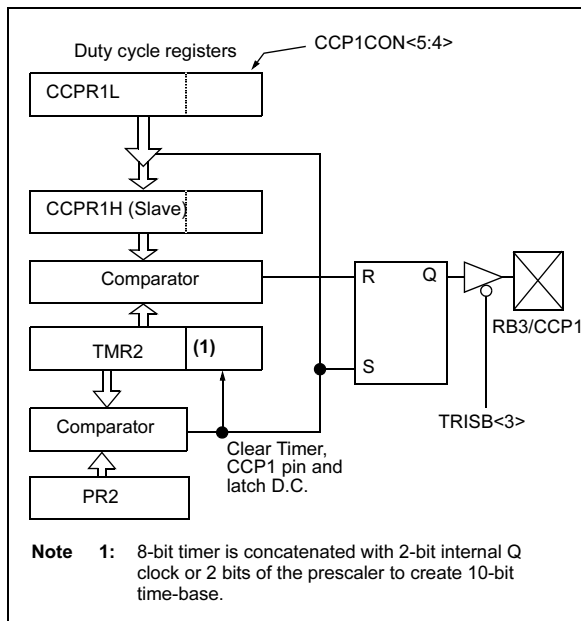 Duty cycle registers
CCP1CON<5:4>
CCPR1L
CCPR1H (Slave)
Comparator
R
Q
RB3/CCP1
TMR2
(1)
S
TRISB<3>
Comparator
Clear Timer,
CCP1 pin and
latch D.C.
PR2
Note 1: 8-bit timer is concatenated with 2-bit internal Q
clock or 2 bits of the prescaler to create 10-bit
time-base.